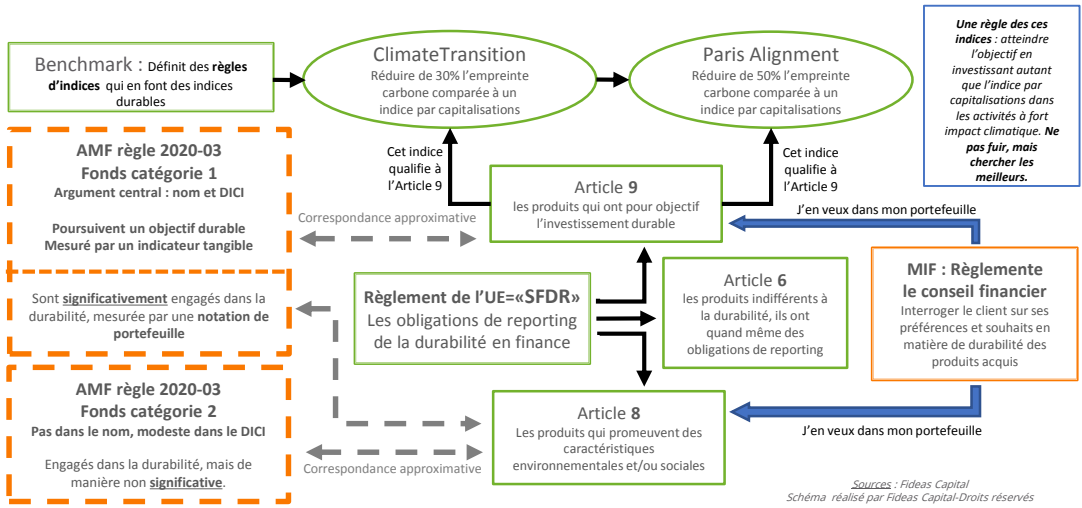 Benchmark : Définit des règles
d’indices qui en font des indices
durables
ClimateTransition
Réduire de 30% l’empreinte
carbone comparée à un
indice par capitalisations
Paris Alignment
Réduire de 50% l’empreinte
carbone comparée à un
indice par capitalisations
Une règle des ces
indices : atteindre
l’objectif en
investissant autant
que l’indice par
capitalisations dans
les activités à fort
impact climatique. Ne
pas fuir, mais
chercher les
meilleurs.
AMF règle 2020-03
Fonds catégorie 1
Argument central : nom et DICI
Poursuivent un objectif durable
Mesuré par un indicateur tangible
Sont significativement engagés dans la
durabilité, mesurée par une notation de
portefeuille
Cet indice
qualifie à
l’Article 9
Cet indice
qualifie à
l’Article 9
Article 9
les produits qui ont pour objectif
l’investissement durable
Correspondance approximative
J’en veux dans mon portefeuille
Règlement de l’UE=«SFDR»
Les obligations de reporting
de la durabilité en finance
Article 6
les produits indifférents à
la durabilité, ils ont
quand même des
obligations de reporting
MIF : Règlemente
le conseil financier
Interroger le client sur ses
préférences et souhaits en
matière de durabilité des
produits acquis
AMF règle 2020-03
Fonds catégorie 2
Pas dans le nom, modeste dans le DICI
Engagés dans la durabilité, mais de
manière non significative.
Correspondance approximative
Article 8
Les produits qui promeuvent des
caractéristiques
environnementales et/ou sociales
J’en veux dans mon portefeuille
Sources : Fideas Capital
Schéma réalisé par Fideas Capital-Droits réservés